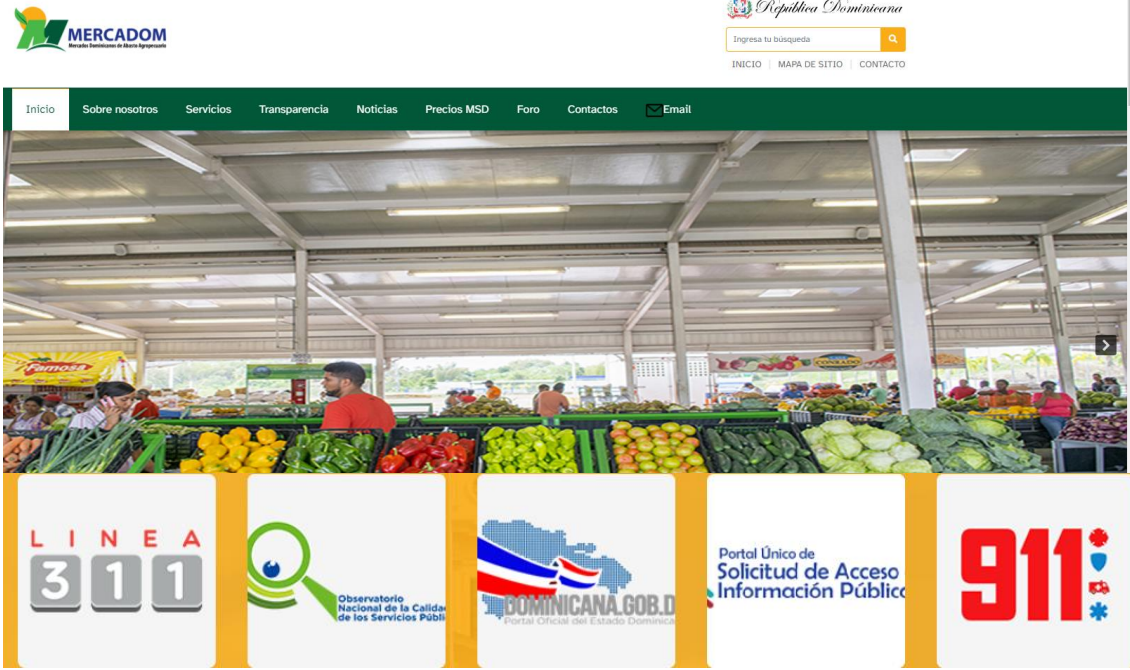 MERCADOM
Mercados Dominicanos de Abasto Agropecuario
República Dominicana
Ingresa tu búsqueda
INICIO | MAPA DE SITIO | CONTACTO
Inicio Sobre nosotros Servicios Transparencia Noticias Precios MSD Foro Contactos Email
Famosa
CONRADO
LINEA
311
Observatorio
Nacional de la Calida
de los Servicios Públi
DOMINICANA.GOB.D
Portal Oficial del Estado Dominica
Portal Único de
Solicitud de Acceso
Información Públic
911